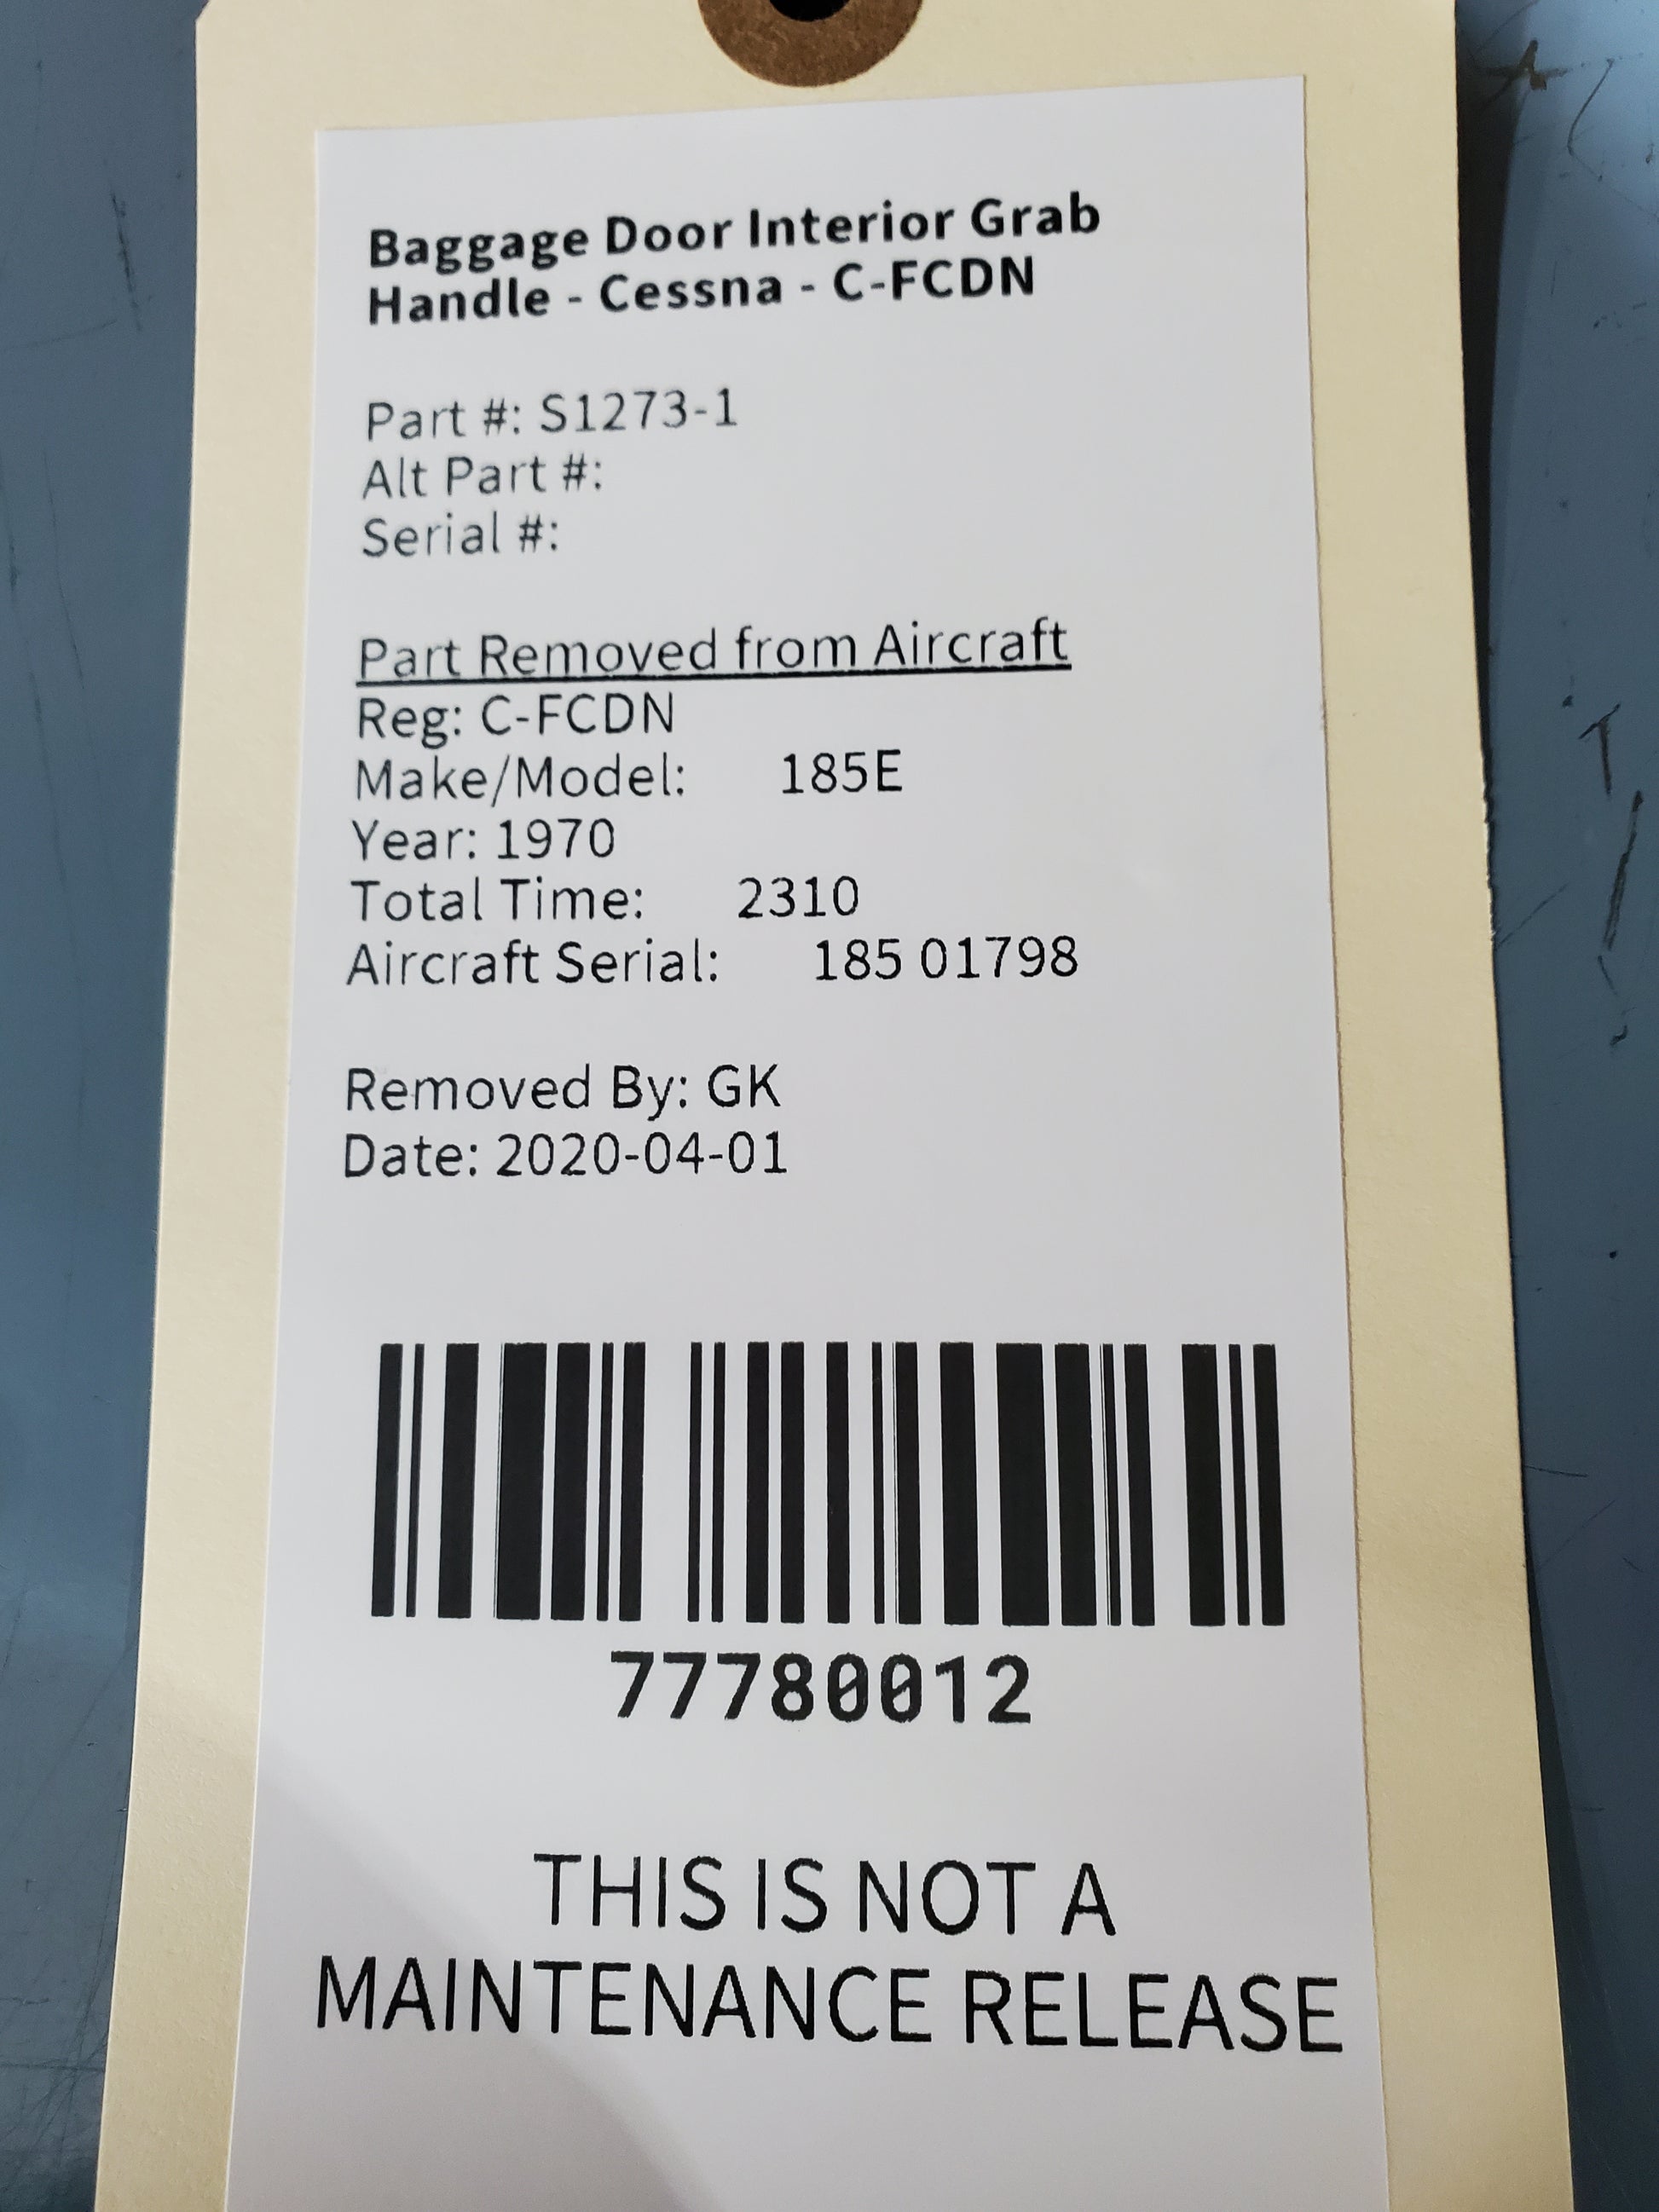 Baggage Door Interior Grab
Handle - Cessna - C-FCDN
Part #: S1273-1
Alt Part #:
Serial #:
Part Removed from Aircraft
Reg: C-FCDN
Make/Model: 185E
Year: 1970
Total Time: 2310
Aircraft Serial: 185 01798
Removed By: GK
Date: 2020-04-01
77780012
THIS IS NOT A
MAINTENANCE RELEASE